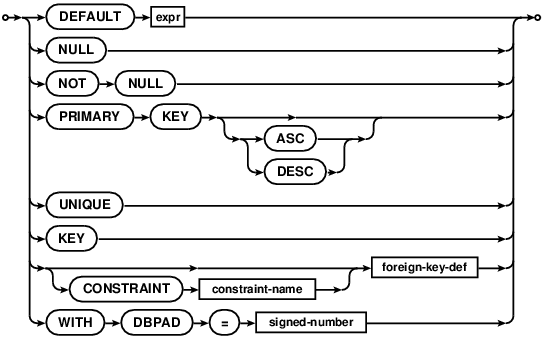 DEFAULT expr
NULL
NOT NULL
PRIMARY KEY
ASC
DESC
UNIQUE
KEY
foreign-key-def
CONSTRAINT constraint-name
WITH DBPAD = signed-number